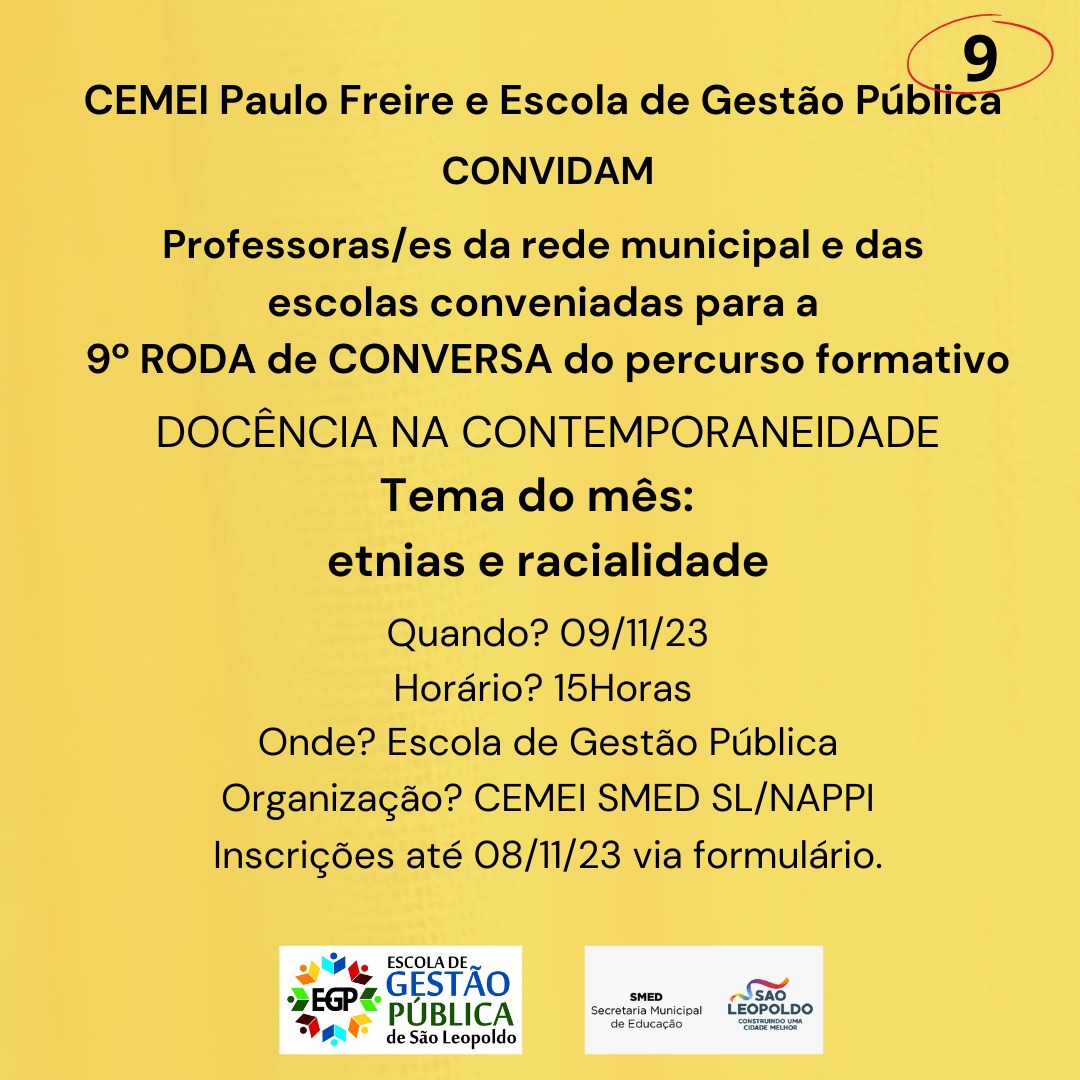 9
CEMEI Paulo Freire e Escola de Gestão Pública
CONVIDAM
Professoras/es da rede municipal e das
escolas conveniadas para a
9º RODA de CONVERSA do percurso formativo
DOCÊNCIA NA CONTEMPORANEIDADE
Tema do mês:
etnias e racialidade
Quando? 09/11/23
Horário? 15Horas
Onde? Escola de Gestão Pública
Organização? CEMEI SMED SL/NAPPI
Inscrições até 08/11/23 via formulário.
EGP
ESCOLA DE
GESTÃO
PÚBLICA
de São Leopoldo
SMED
Secretaria Municipal
de Educação
SÃO
LEOPOLDO
CONSTRUINDO UMA
CIDADE MELHOR